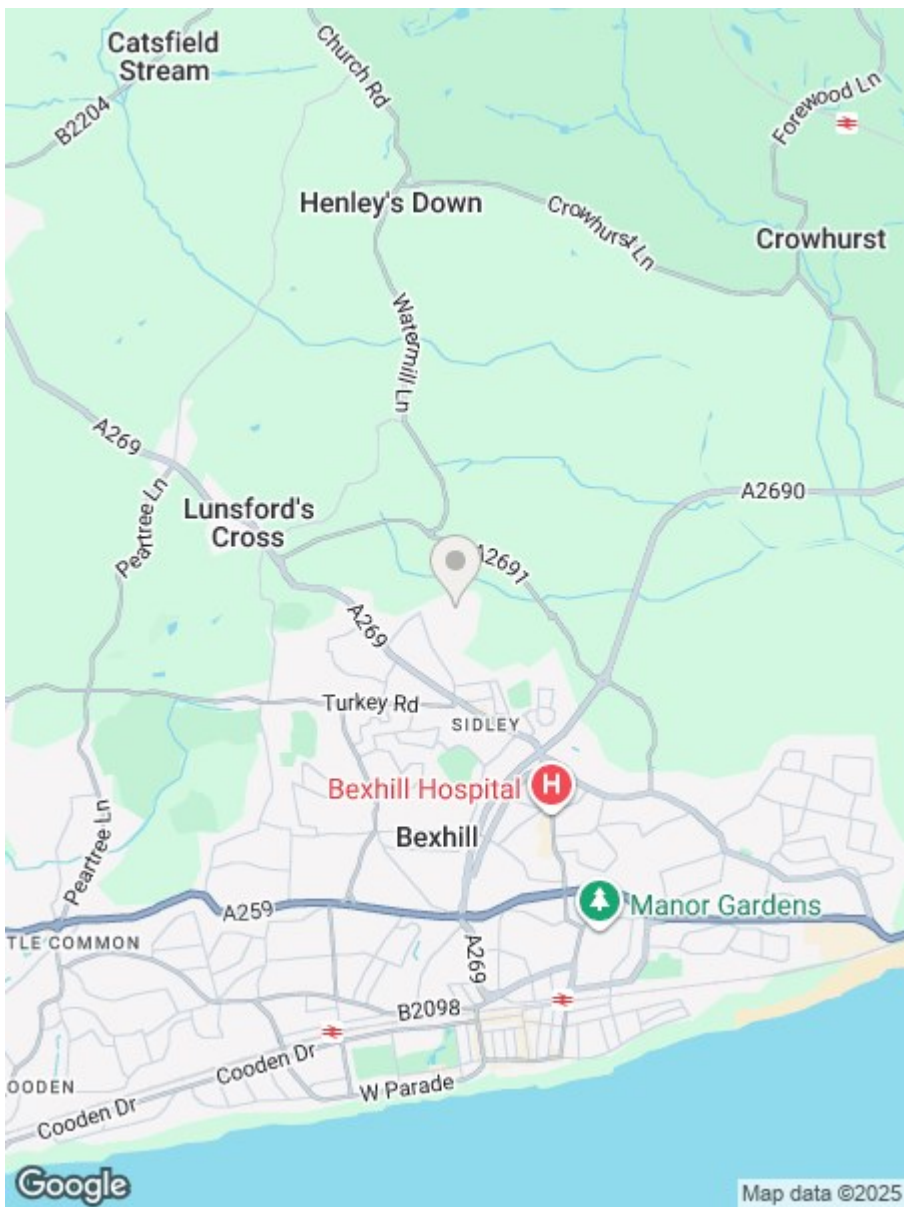 Catsfield
Stream
Church Rd
Forewood Ln
B2204
Henley's Down
Crowhurst Ln
Crowhurst
Watermill Ln
A269
A2690
Lunsford's
Cross
Peartree Ln
A2691
A269
Turkey Rd
SIDLEY
Bexhill Hospital
H
Bexhill
Peartree Ln
A259
Manor Gardens
TLE COMMON
A269
B2098
Cooden Dr
OODEN
W Parade
Cooden Dr
Google
Map data ©2025